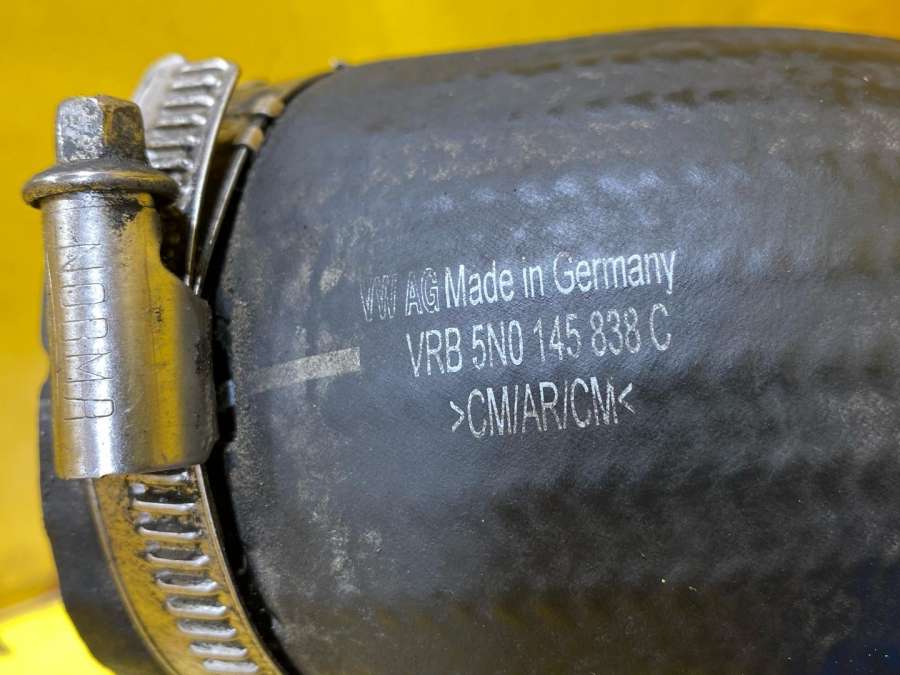 NORMA
VW AG Made in Germany
VRB 5N0 145 838 C
>CM/AR/CM<